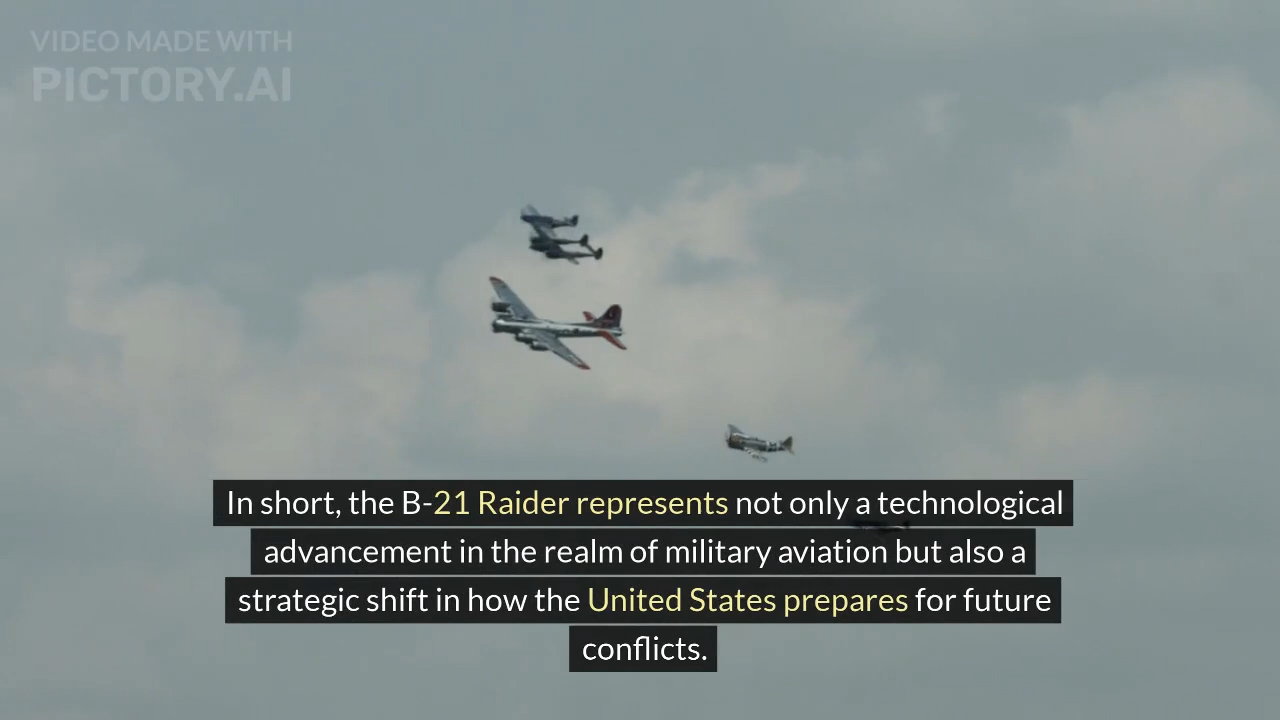 VIDEO MADE WITH
PICTORY.AI
In short, the B-21 Raider represents not only a technological
advancement in the realm of military aviation but also a
strategic shift in how the United States prepares for future
conflicts.